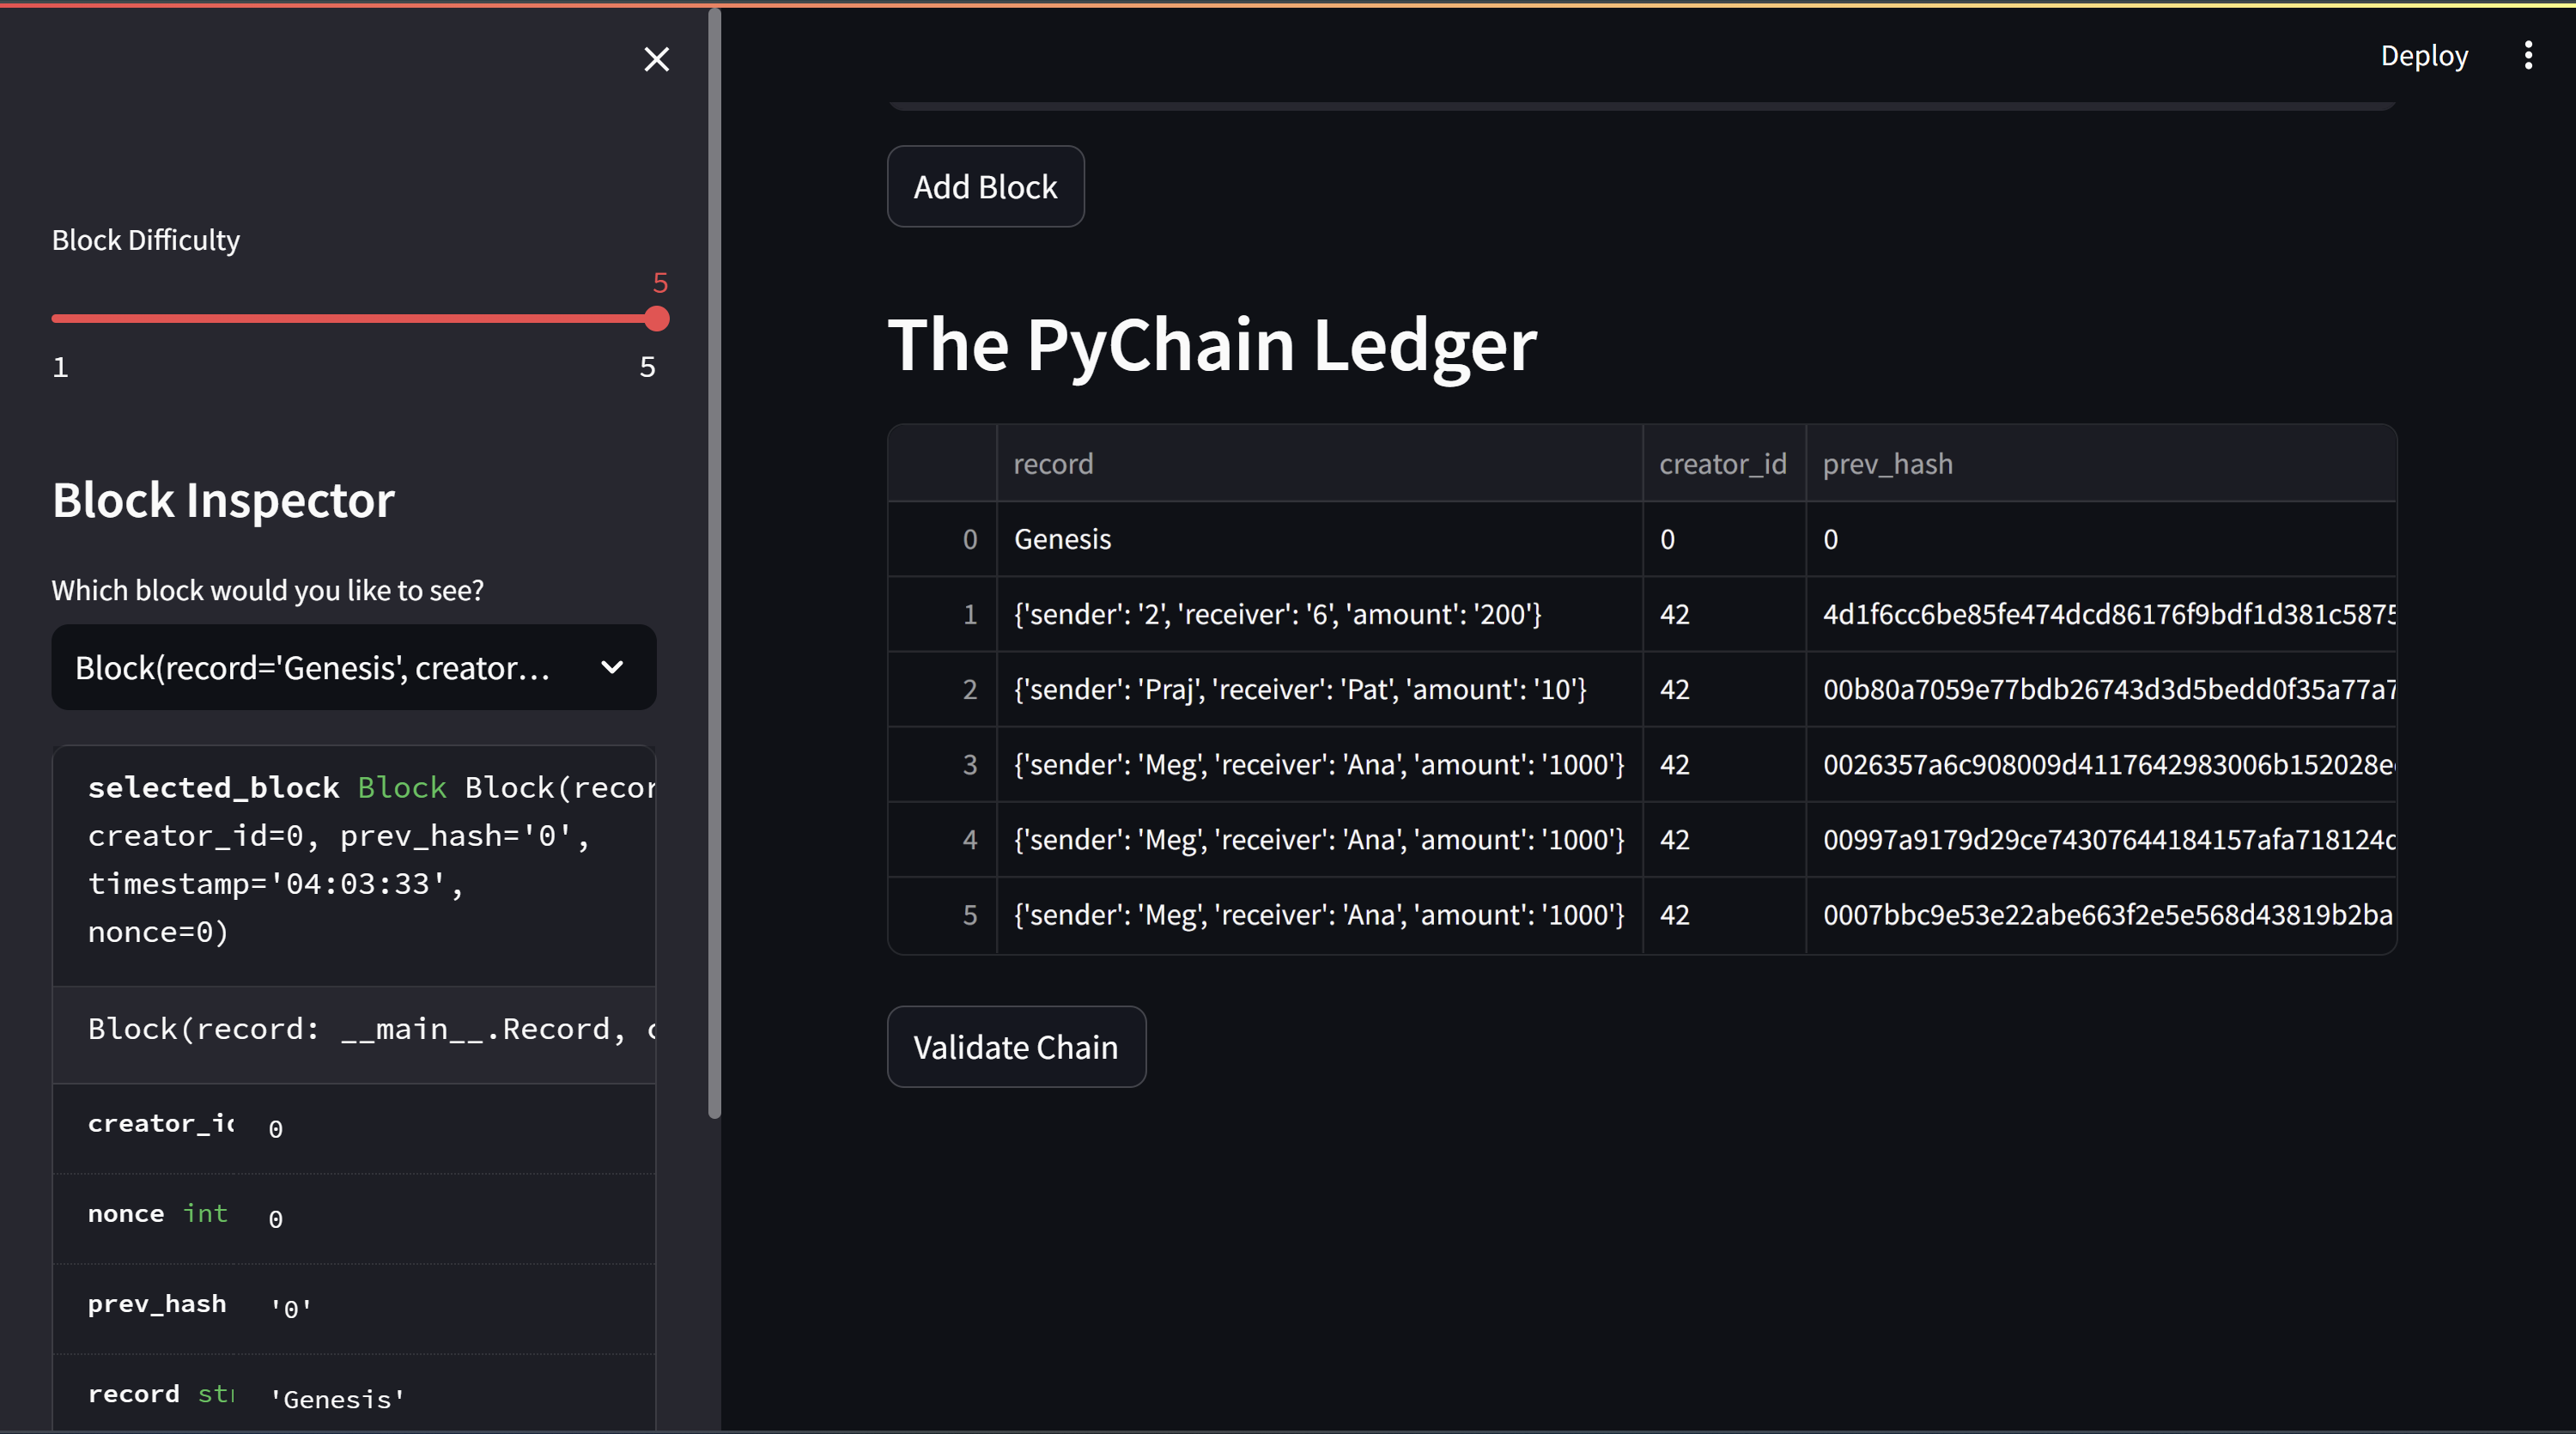 Deploy
Block Difficulty
5
1 5
Block Inspector
Which block would you like to see?
Block(record='Genesis', creator…
selected_block Block Block(recor
creator_id=0, prev_hash='0',
timestamp='04:03:33',
nonce=0)
Block(record: __main__.Record, c
creator_id 0
nonce int 0
prev_hash '0'
record str 'Genesis'
Add Block
The PyChain Ledger
record creator_id prev_hash
0 Genesis 0 0
1 {'sender': '2', 'receiver': '6', 'amount': '200'} 42 4d1f6cc6be85fe474dcd86176f9bdf1d381c5875
2 {'sender': 'Praj', 'receiver': 'Pat', 'amount': '10'} 42 00b80a7059e77bdb26743d3d5bedd0f35a77a7
3 {'sender': 'Meg', 'receiver': 'Ana', 'amount': '1000'} 42 0026357a6c908009d4117642983006b152028e
4 {'sender': 'Meg', 'receiver': 'Ana', 'amount': '1000'} 42 00997a9179d29ce74307644184157afa718124c
5 {'sender': 'Meg', 'receiver': 'Ana', 'amount': '1000'} 42 0007bbc9e53e22abe663f2e5e568d43819b2ba
Validate Chain